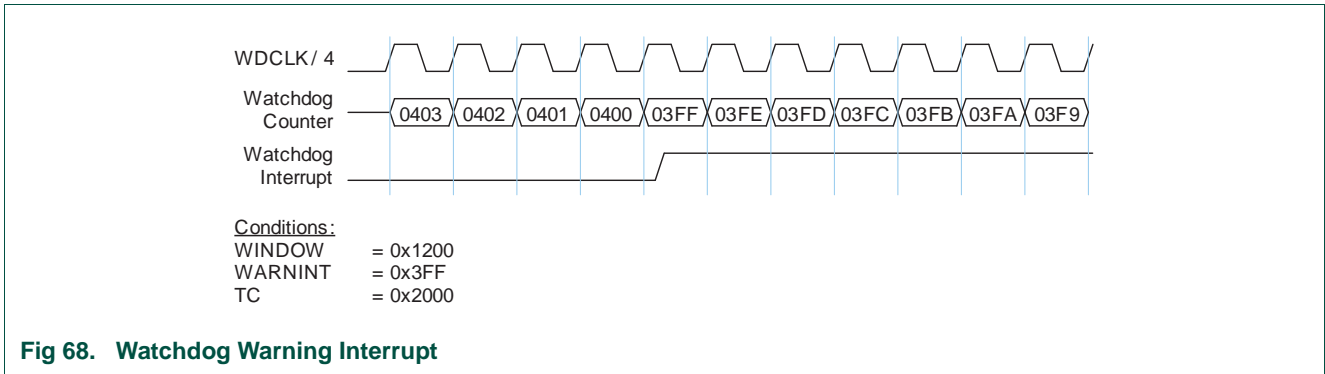 WDCLK / 4
Watchdog
Counter
0403 0402 0401 0400 03FF 03FE 03FD 03FC 03FB 03FA 03F9
Watchdog
Interrupt
Conditions:
WINDOW = 0x1200
WARNINT = 0x3FF
TC = 0x2000
Fig 68. Watchdog Warning Interrupt